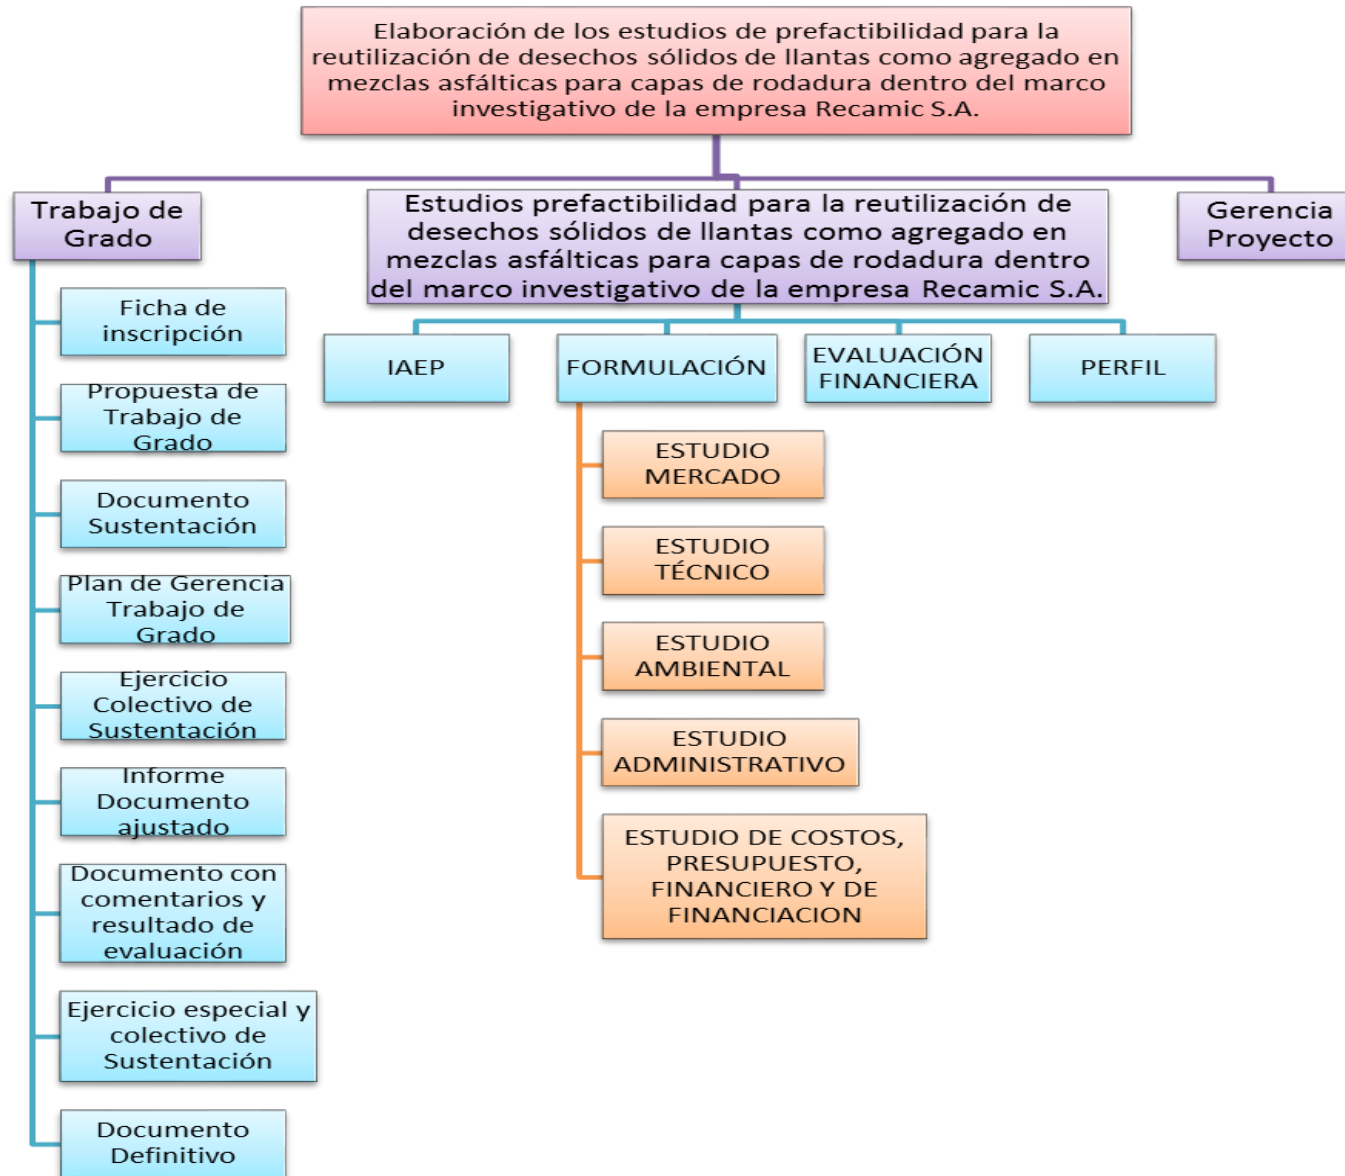 Elaboración de los estudios de prefactibilidad para la
reutilización de desechos sólidos de llantas como agregado en
mezclas asfálticas para capas de rodadura dentro del marco
investigativo de la empresa Recamic S.A.
Trabajo de
Grado
Ficha de
inscripción
Propuesta de
Trabajo de
Grado
Documento
Sustentación
Plan de Gerencia
Trabajo de
Grado
Ejercicio
Colectivo de
Sustentación
Informe
Documento
ajustado
Documento con
comentarios y
resultado de
evaluación
Ejercicio especial y
colectivo de
Sustentación
Documento
Definitivo
Estudios prefactibilidad para la reutilización de
desechos sólidos de llantas como agregado en
mezclas asfálticas para capas de rodadura dentro
del marco investigativo de la empresa Recamic S.A.
IAEP
FORMULACIÓN
ESTUDIO
MERCADO
ESTUDIO
TÉCNICO
ESTUDIO
AMBIENTAL
ESTUDIO
ADMINISTRATIVO
ESTUDIO DE COSTOS,
PRESUPUESTO,
FINANCIERO Y DE
FINANCIACION
EVALUACIÓN
FINANCIERA
PERFIL
Gerencia
Proyecto